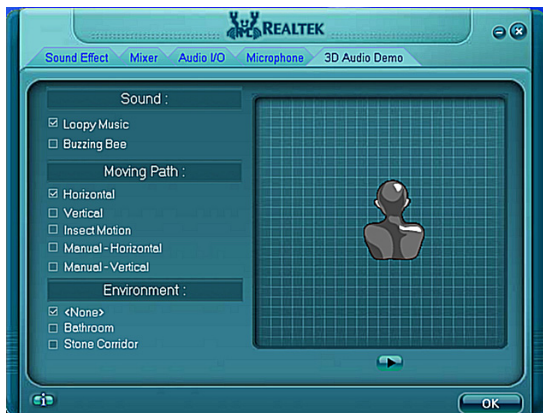 REALTEK
Sound Effect Mixer Audio I/O Microphone 3D Audio Demo
Sound :
Loopy Music
Buzzing Bee
Moving Path :
Horizontal
Vertical
Insect Motion
Manual - Horizontal
Manual - Vertical
Environment :
<None>
Bathroom
Stone Corridor
i
OK